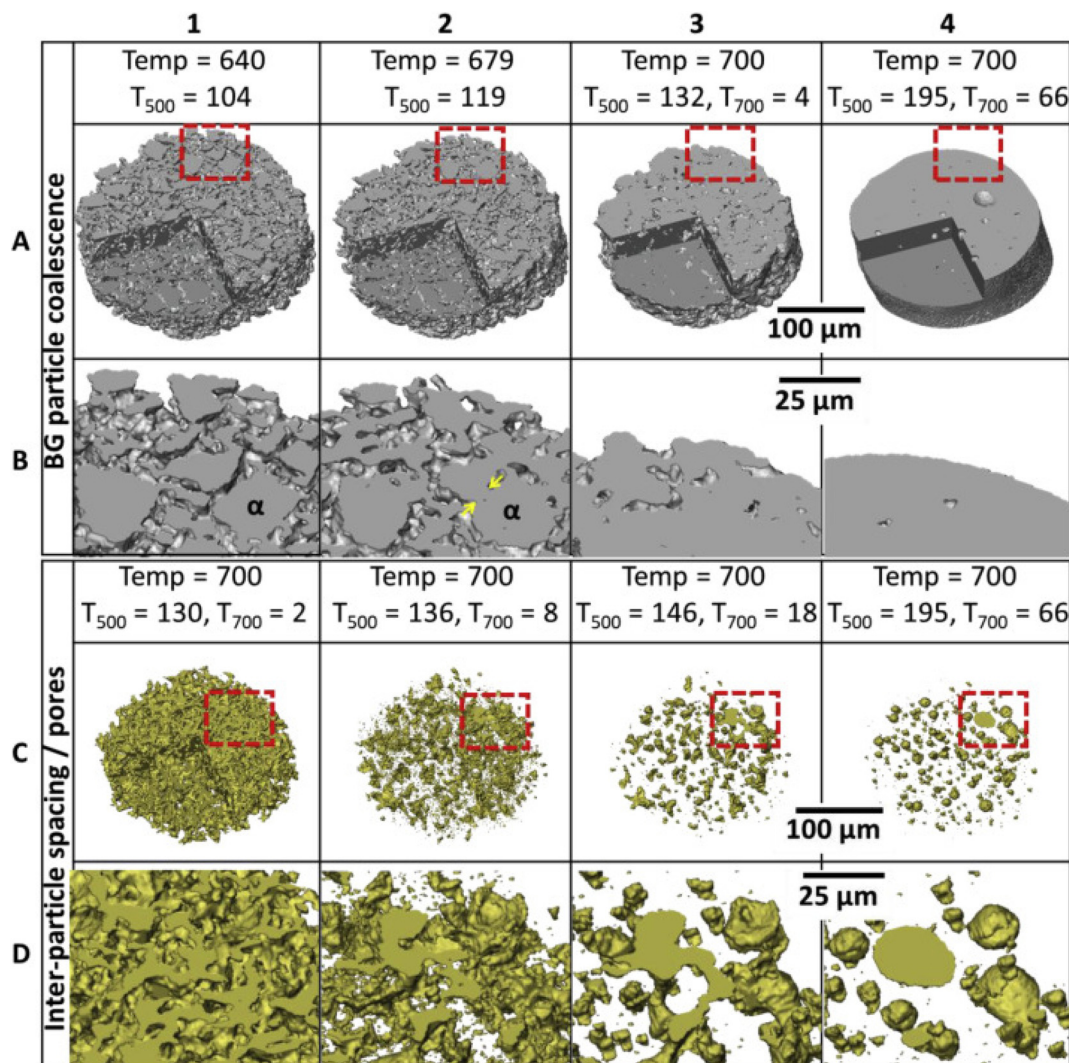 1 2 3 4
Temp = 640 Temp = 679 Temp = 700 Temp = 700
T₅₀₀ = 104 T₅₀₀ = 119 T₅₀₀ = 132, T₇₀₀ = 4 T₅₀₀ = 195, T₇₀₀ = 66
BG particle coalescence
A
100 µm
B
25 µm
α α
Temp = 700 Temp = 700 Temp = 700 Temp = 700
T₅₀₀ = 130, T₇₀₀ = 2 T₅₀₀ = 136, T₇₀₀ = 8 T₅₀₀ = 146, T₇₀₀ = 18 T₅₀₀ = 195, T₇₀₀ = 66
Inter-particle spacing / pores
C
100 µm
D
25 µm